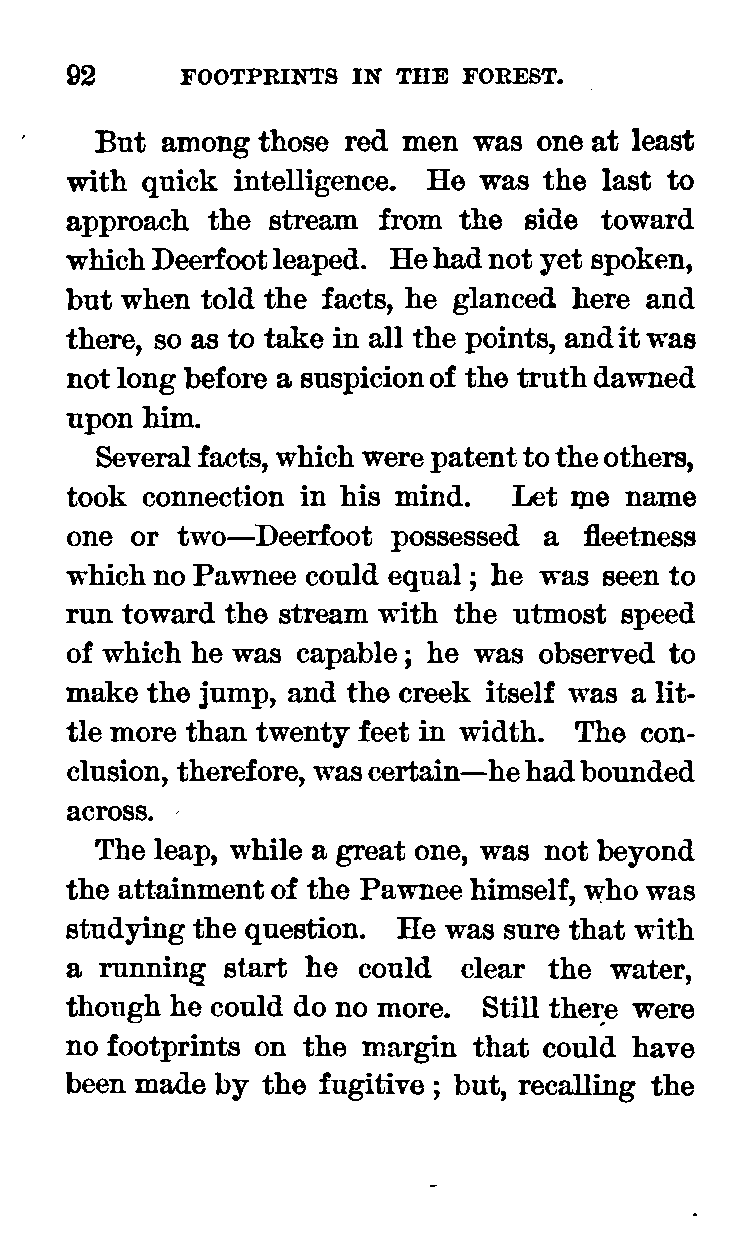 92 FOOTPRINTS IN THE FOREST.
But among those red men was one at least
with quick intelligence. He was the last to
approach the stream from the side toward
which Deerfoot leaped. He had not yet spoken,
but when told the facts, he glanced here and
there, so as to take in all the points, and it was
not long before a suspicion of the truth dawned
upon him.
Several facts, which were patent to the others,
took connection in his mind. Let me name
one or two—Deerfoot possessed a fleetness
which no Pawnee could equal; he was seen to
run toward the stream with the utmost speed
of which he was capable; he was observed to
make the jump, and the creek itself was a lit-
tle more than twenty feet in width. The con-
clusion, therefore, was certain—he had bounded
across.
The leap, while a great one, was not beyond
the attainment of the Pawnee himself, who was
studying the question. He was sure that with
a running start he could clear the water,
though he could do no more. Still there were
no footprints on the margin that could have
been made by the fugitive; but, recalling the